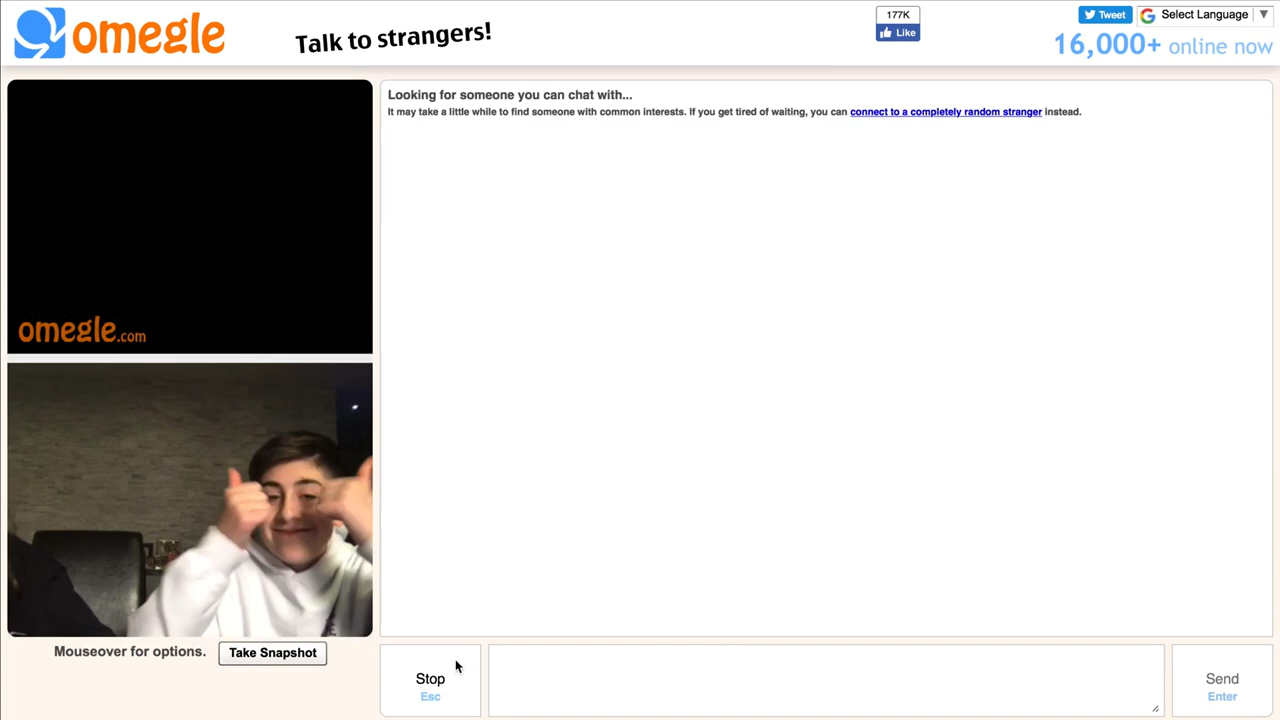 omegle
Talk to strangers!
177K
Like
Tweet
Select Language ▼
16,000+ online now
Looking for someone you can chat with...
It may take a little while to find someone with common interests. If you get tired of waiting, you can connect to a completely random stranger instead.
omegle.com
Mouseover for options.
Take Snapshot
Stop
Esc
Send
Enter